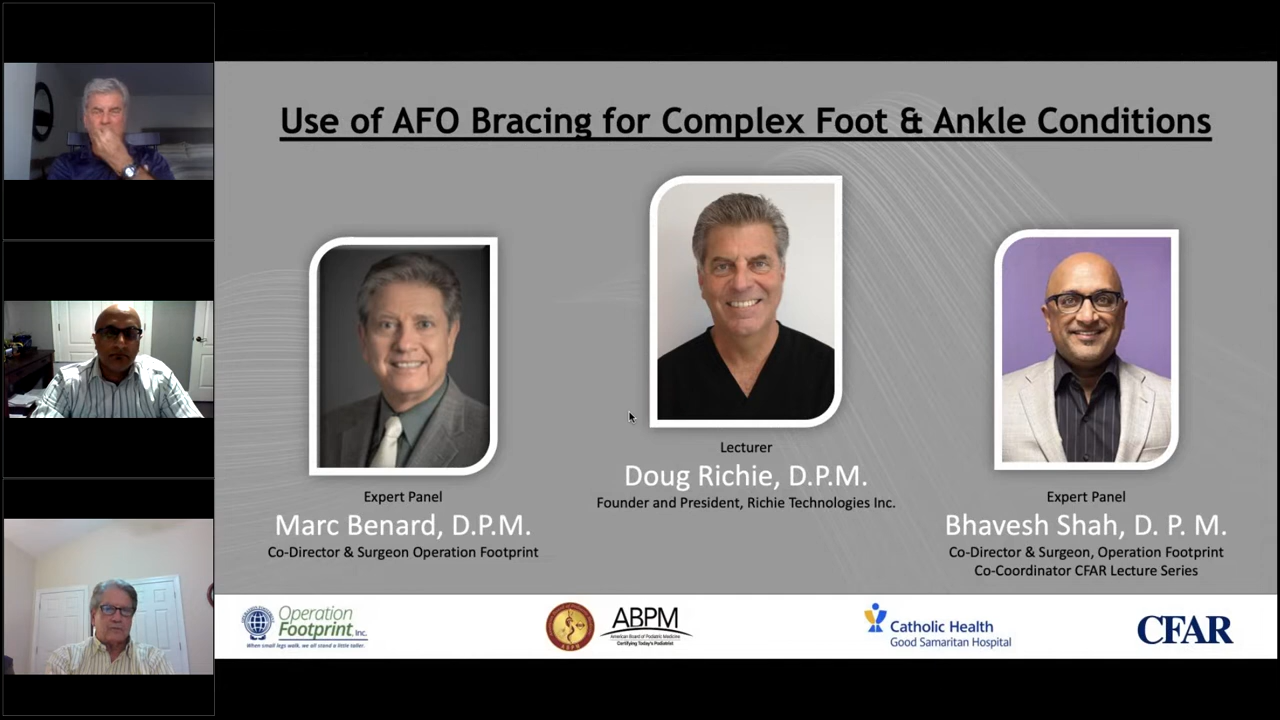 Use of AFO Bracing for Complex Foot & Ankle Conditions
Lecturer
Doug Richie, D.P.M.
Founder and President, Richie Technologies Inc.
Expert Panel
Marc Benard, D.P.M.
Co-Director & Surgeon Operation Footprint
Expert Panel
Bhavesh Shah, D. P. M.
Co-Director & Surgeon, Operation Footprint
Co-Coordinator CFAR Lecture Series
Operation
Footprint, Inc.
When small legs walk, we all stand a little taller.
ABPM
American Board of Podiatric Medicine
Certifying Today's Podiatrist
Catholic Health
Good Samaritan Hospital
CFAR